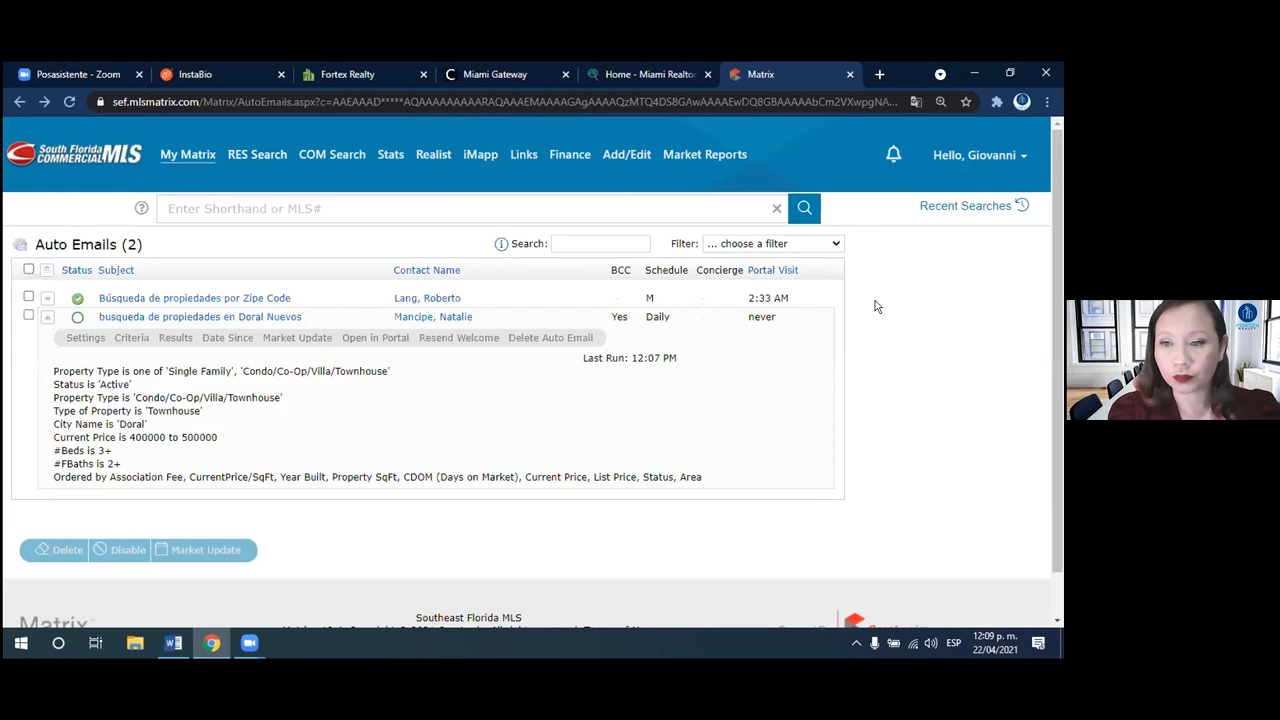 Posasistente - Zoom
InstaBio
Fortex Realty
Miami Gateway
Home - Miami Realtor
Matrix
sef.mlsmatrix.com/Matrix/AutoEmails.aspx?
South Florida
COMMERCIAL MLS
My Matrix RES Search COM Search Stats Realist iMapp Links Finance Add/Edit Market Reports
Hello, Giovanni
Enter Shorthand or MLS#
Recent Searches
Auto Emails (2)
Search:
Filter: ... choose a filter
Status Subject Contact Name BCC Schedule Concierge Portal Visit
Búsqueda de propiedades por Zipe Code Lang, Roberto M 2:33 AM
busqueda de propiedades en Doral Nuevos Mancipe, Natalie Yes Daily never
Settings Criteria Results Date Since Market Update Open in Portal Resend Welcome Delete Auto Email
Last Run: 12:07 PM
Property Type is one of 'Single Family', 'Condo/Co-Op/Villa/Townhouse'
Status is 'Active'
Property Type is 'Condo/Co-Op/Villa/Townhouse'
Type of Property is 'Townhouse'
City Name is 'Doral'
Current Price is 400000 to 500000
#Beds is 3+
#FBaths is 2+
Ordered by Association Fee, CurrentPrice/SqFt, Year Built, Property SqFt, CDOM (Days on Market), Current Price, List Price, Status, Area
Delete Disable Market Update
Matrix
Southeast Florida MLS
ESP
12:09 p. m.
22/04/2021